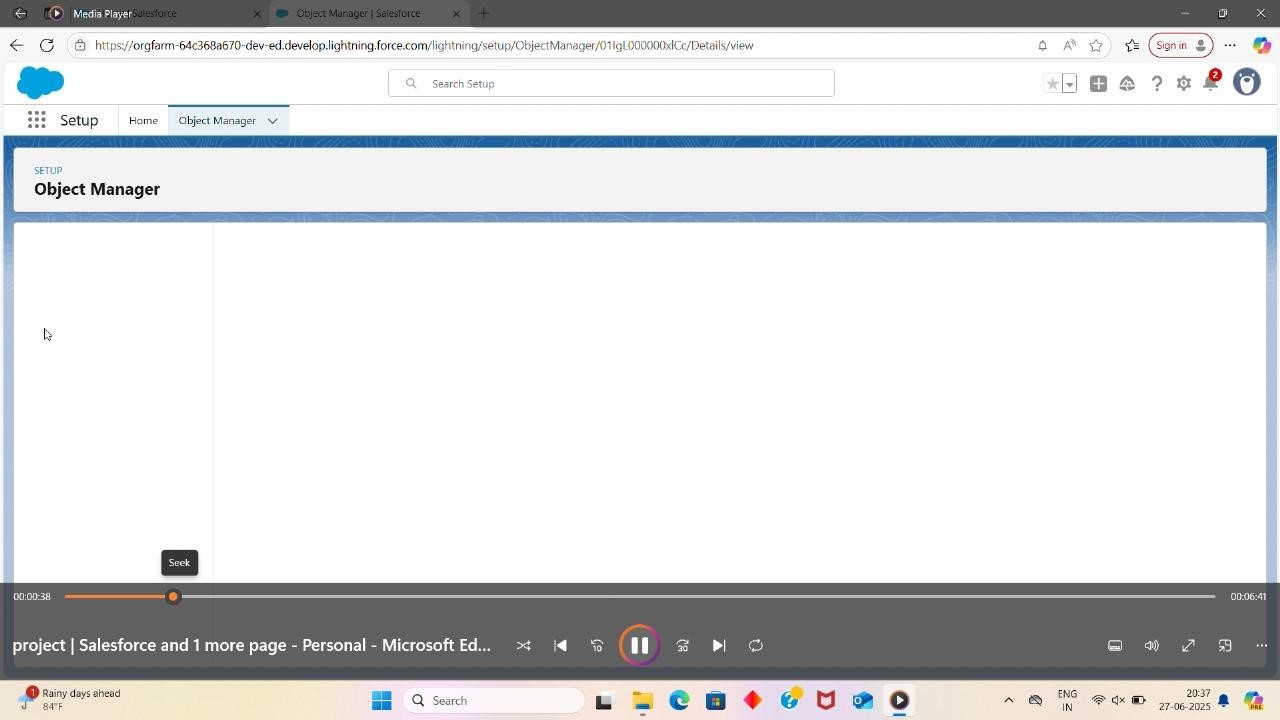 Media Player Salesforce
Object Manager | Salesforce
https://orgfarm-64c368a670-dev-ed.develop.lightning.force.com/lightning/setup/ObjectManager/01IgL000000xlCc/Details/view
Sign in
Search Setup
2
Setup
Home
Object Manager
SETUP
Object Manager
Seek
00:00:38
00:06:41
project | Salesforce and 1 more page - Personal - Microsoft Ed...
10
30
1
Rainy days ahead
84°F
Search
ENG
IN
20:37
27-06-2025
PRE